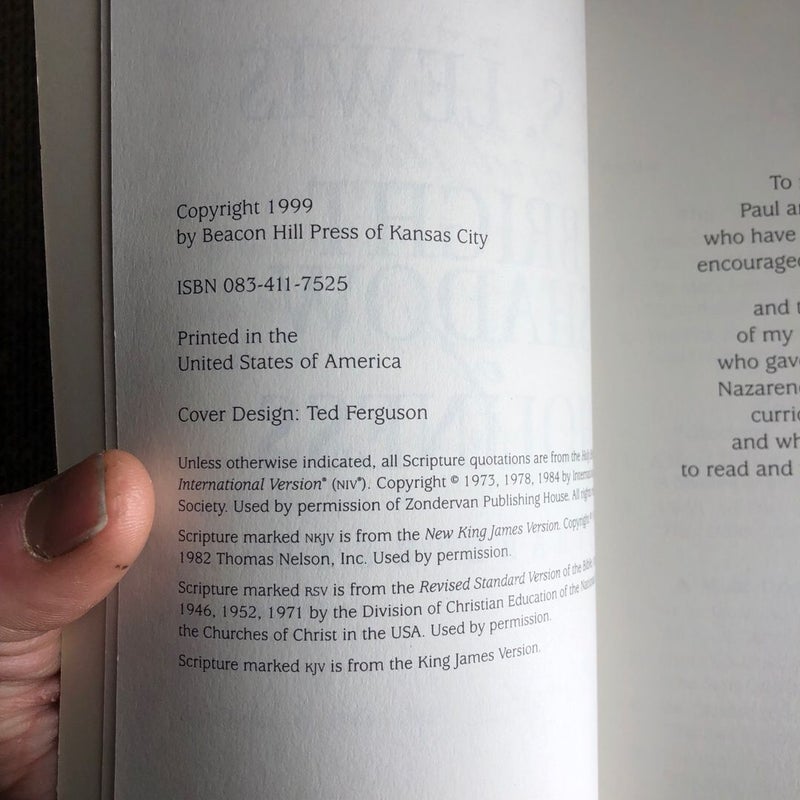 Copyright 1999
by Beacon Hill Press of Kansas City
ISBN 083-411-7525
Printed in the
United States of America
Cover Design: Ted Ferguson
Unless otherwise indicated, all Scripture quotations are from the
International Version® (NIV®). Copyright © 1973, 1978, 1984 by
Society. Used by permission of Zondervan Publishing House. All rights
Scripture marked NKJV is from the New King James Version. Copyright
1982 Thomas Nelson, Inc. Used by permission.
Scripture marked RSV is from the Revised Standard Version of the Bible,
1946, 1952, 1971 by the Division of Christian Education of the
the Churches of Christ in the USA. Used by permission.
Scripture marked KJV is from the King James Version.
To
Paul
who have
encouraged
and
of my
who gave
Nazarene
and
to read and